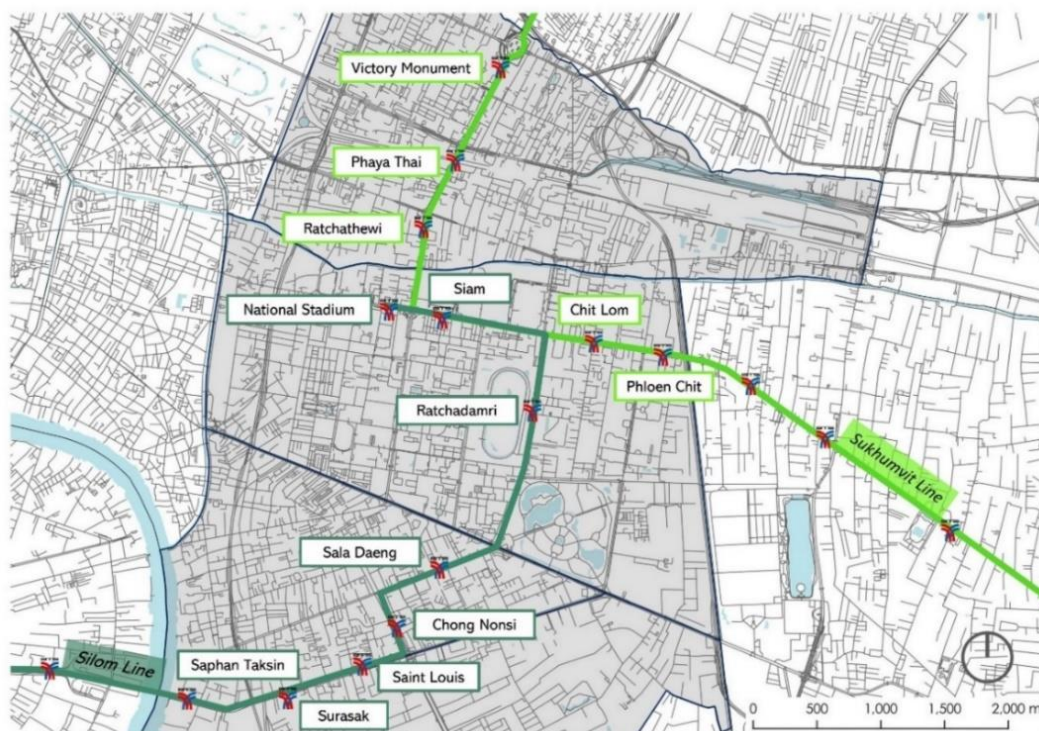 Victory Monument
Phaya Thai
Ratchathewi
Siam
National Stadium
Chit Lom
Phloen Chit
Ratchadamri
Sukhumvit Line
Sala Daeng
Chong Nonsi
Silom Line
Saphan Taksin
Saint Louis
Surasak
0 500 1,000 1,500 2,000 m